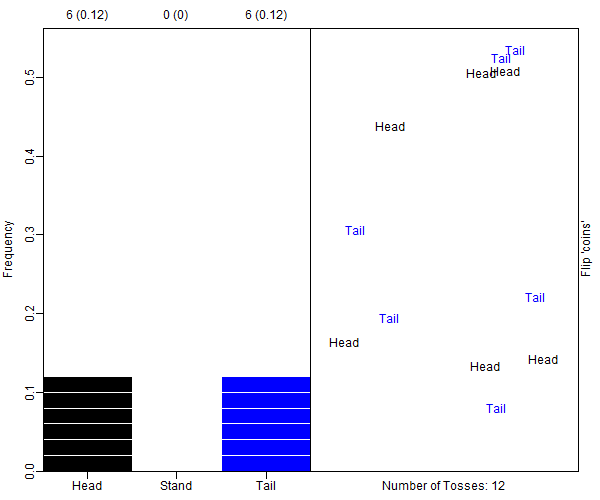 6 (0.12) 0 (0) 6 (0.12)
Frequency
0.5
0.4
0.3
0.2
0.1
0.0
Head Stand Tail
Tail
Tail
Head
Head
Head
Tail
Tail
Tail
Head
Head
Head
Tail
Flip 'coins'
Number of Tosses: 12